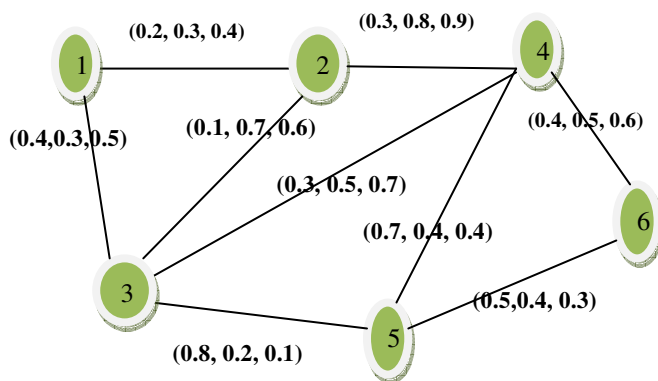 (0.2, 0.3, 0.4)
(0.3, 0.8, 0.9)
1
2
4
(0.4,0.3,0.5)
(0.1, 0.7, 0.6)
(0.4, 0.5, 0.6)
(0.3, 0.5, 0.7)
(0.7, 0.4, 0.4)
6
3
(0.5,0.4, 0.3)
5
(0.8, 0.2, 0.1)